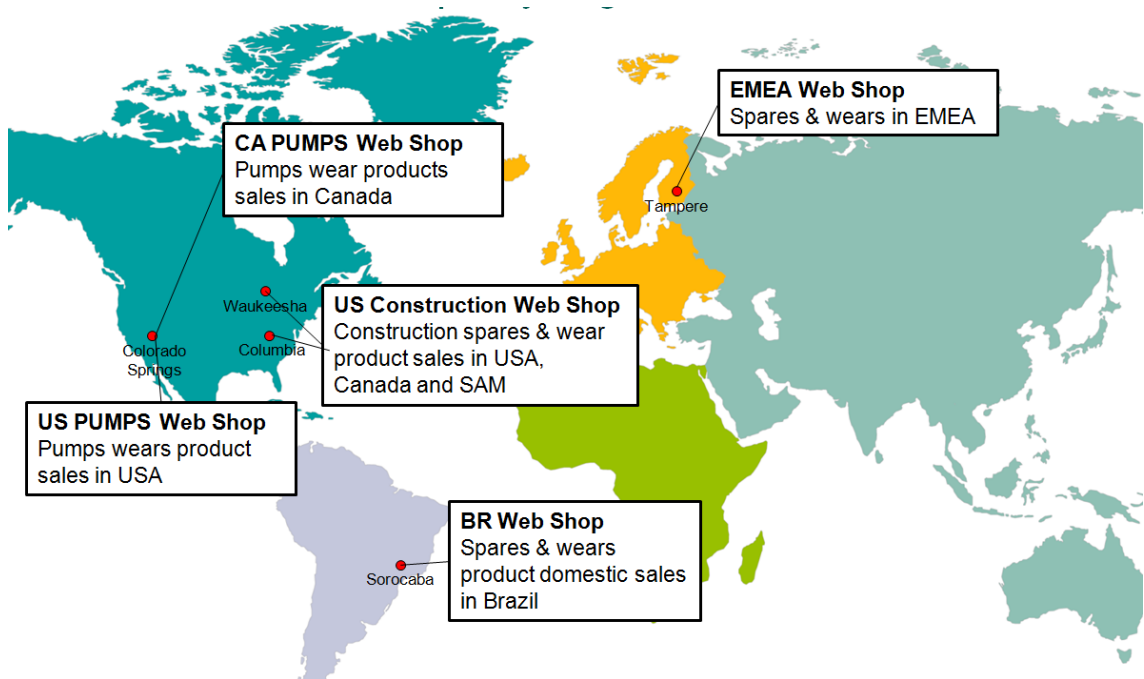 EMEA Web Shop
Spares & wears in EMEA
CA PUMPS Web Shop
Pumps wear products
sales in Canada
Tampere
Waukeesha
US Construction Web Shop
Construction spares & wear
product sales in USA,
Canada and SAM
Colorado
Springs
Columbia
US PUMPS Web Shop
Pumps wears product
sales in USA
BR Web Shop
Spares & wears
product domestic sales
in Brazil
Sorocaba